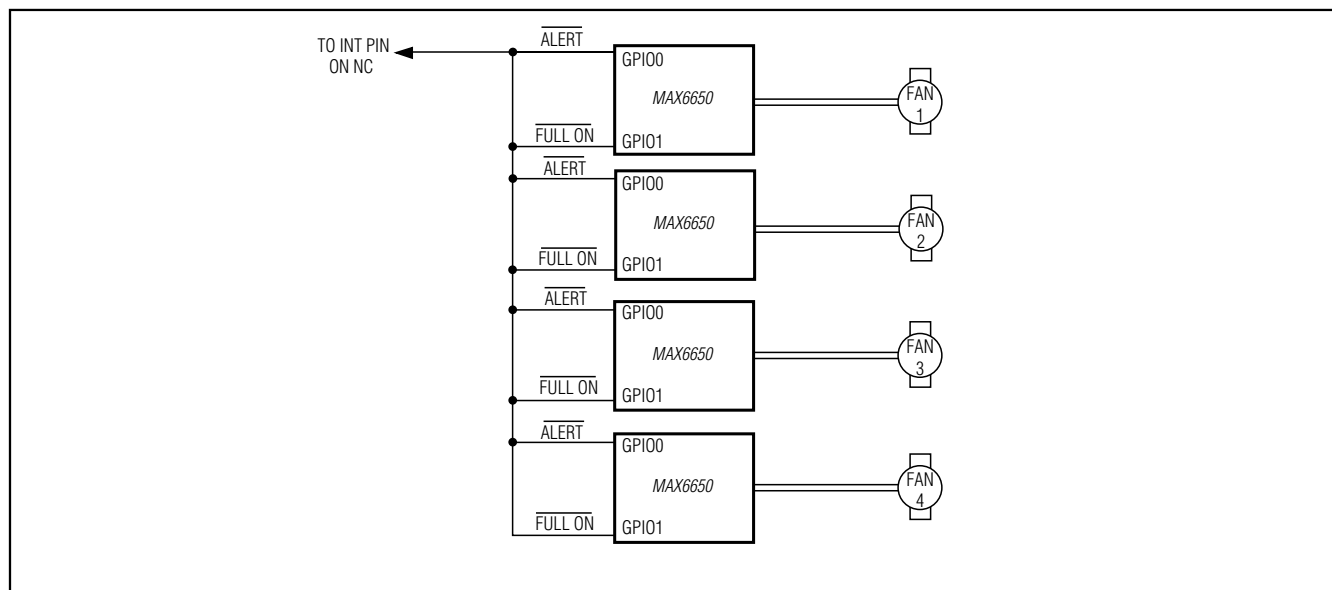 TO INT PIN
ON NC
ALERT
GPIO0
MAX6650
FULL ON
GPIO1
FAN
1
ALERT
GPIO0
MAX6650
FULL ON
GPIO1
FAN
2
ALERT
GPIO0
MAX6650
FULL ON
GPIO1
FAN
3
ALERT
GPIO0
MAX6650
FULL ON
GPIO1
FAN
4